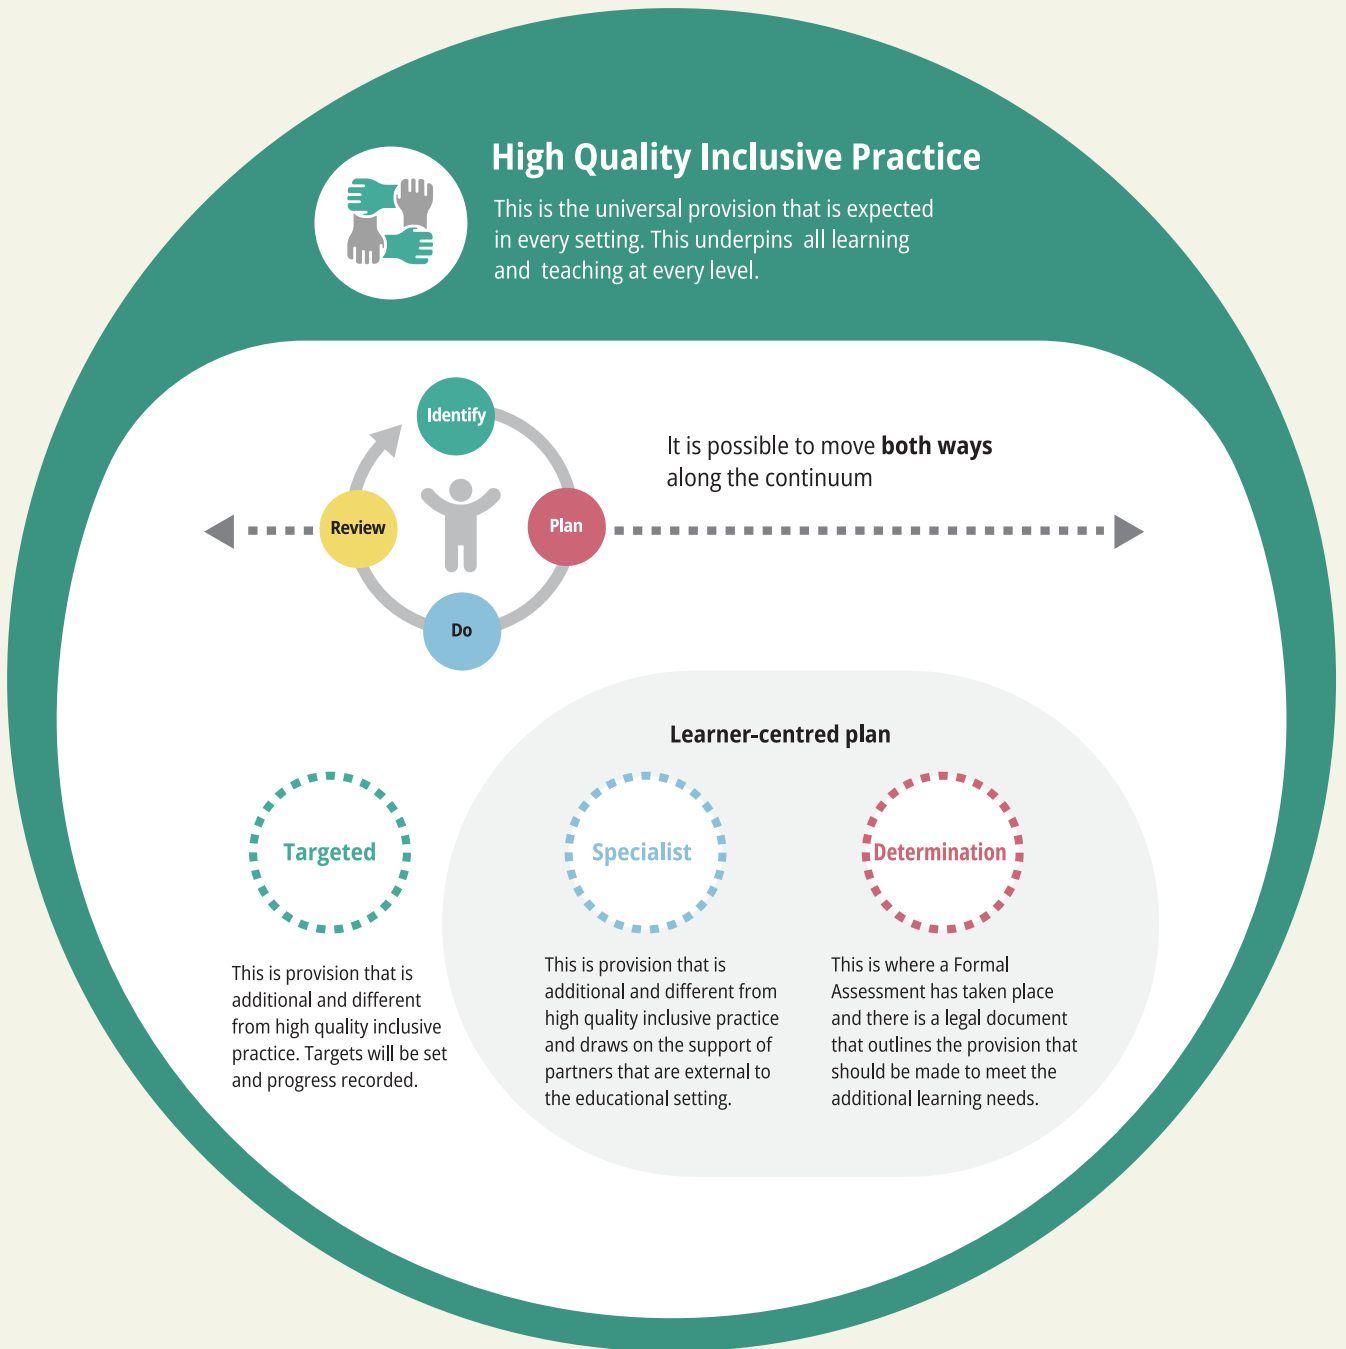 High Quality Inclusive Practice
This is the universal provision that is expected
in every setting. This underpins all learning
and teaching at every level.
Identify
It is possible to move both ways
along the continuum
Review
Plan
Do
Learner-centred plan
Targeted
This is provision that is
additional and different
from high quality inclusive
practice. Targets will be set
and progress recorded.
Specialist
This is provision that is
additional and different from
high quality inclusive practice
and draws on the support of
partners that are external to
the educational setting.
Determination
This is where a Formal
Assessment has taken place
and there is a legal document
that outlines the provision that
should be made to meet the
additional learning needs.